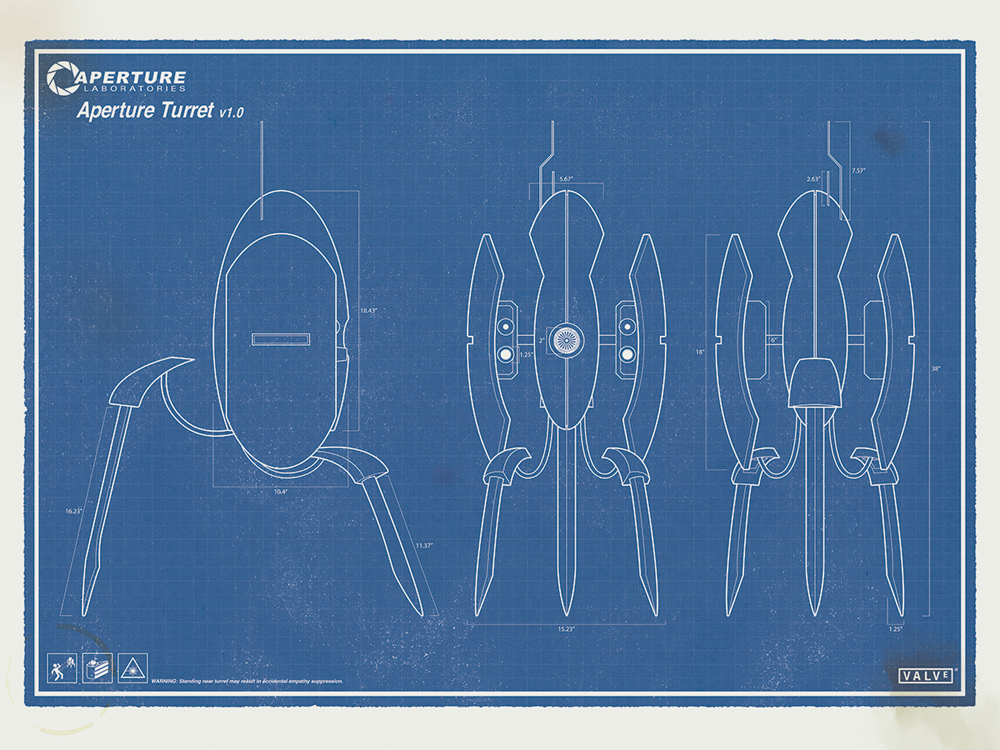 APERTURE
LABORATORIES
Aperture Turret v1.0
5.67"
2.63"
7.57"
18.43"
2"
1.25"
18"
6"
38"
10.4"
16.23"
11.37"
15.23"
1.25"
WARNING: Standing near turret may result in accidental empathy suppression.
VALVE®